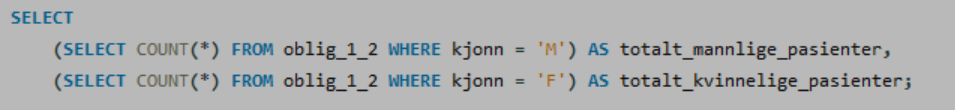 SELECT
(SELECT COUNT(*) FROM oblig_1_2 WHERE kjonn = 'M') AS totalt_mannlige_pasienter,
(SELECT COUNT(*) FROM oblig_1_2 WHERE kjonn = 'F') AS totalt_kvinnelige_pasienter;